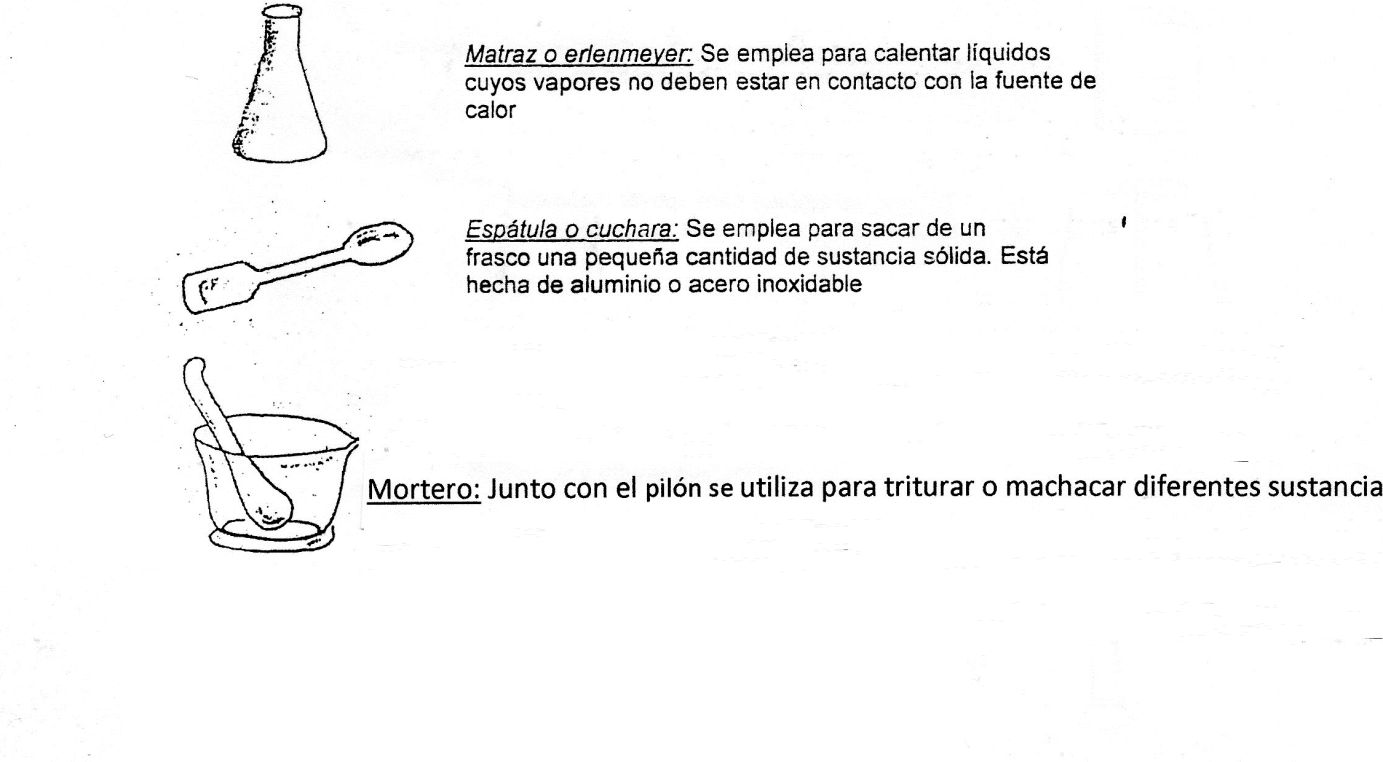 Matraz o erlenmeyer: Se emplea para calentar líquidos
cuyos vapores no deben estar en contacto con la fuente de
calor
Espátula o cuchara: Se emplea para sacar de un
frasco una pequeña cantidad de sustancia sólida. Está
hecha de aluminio o acero inoxidable
Mortero: Junto con el pilón se utiliza para triturar o machacar diferentes sustancia